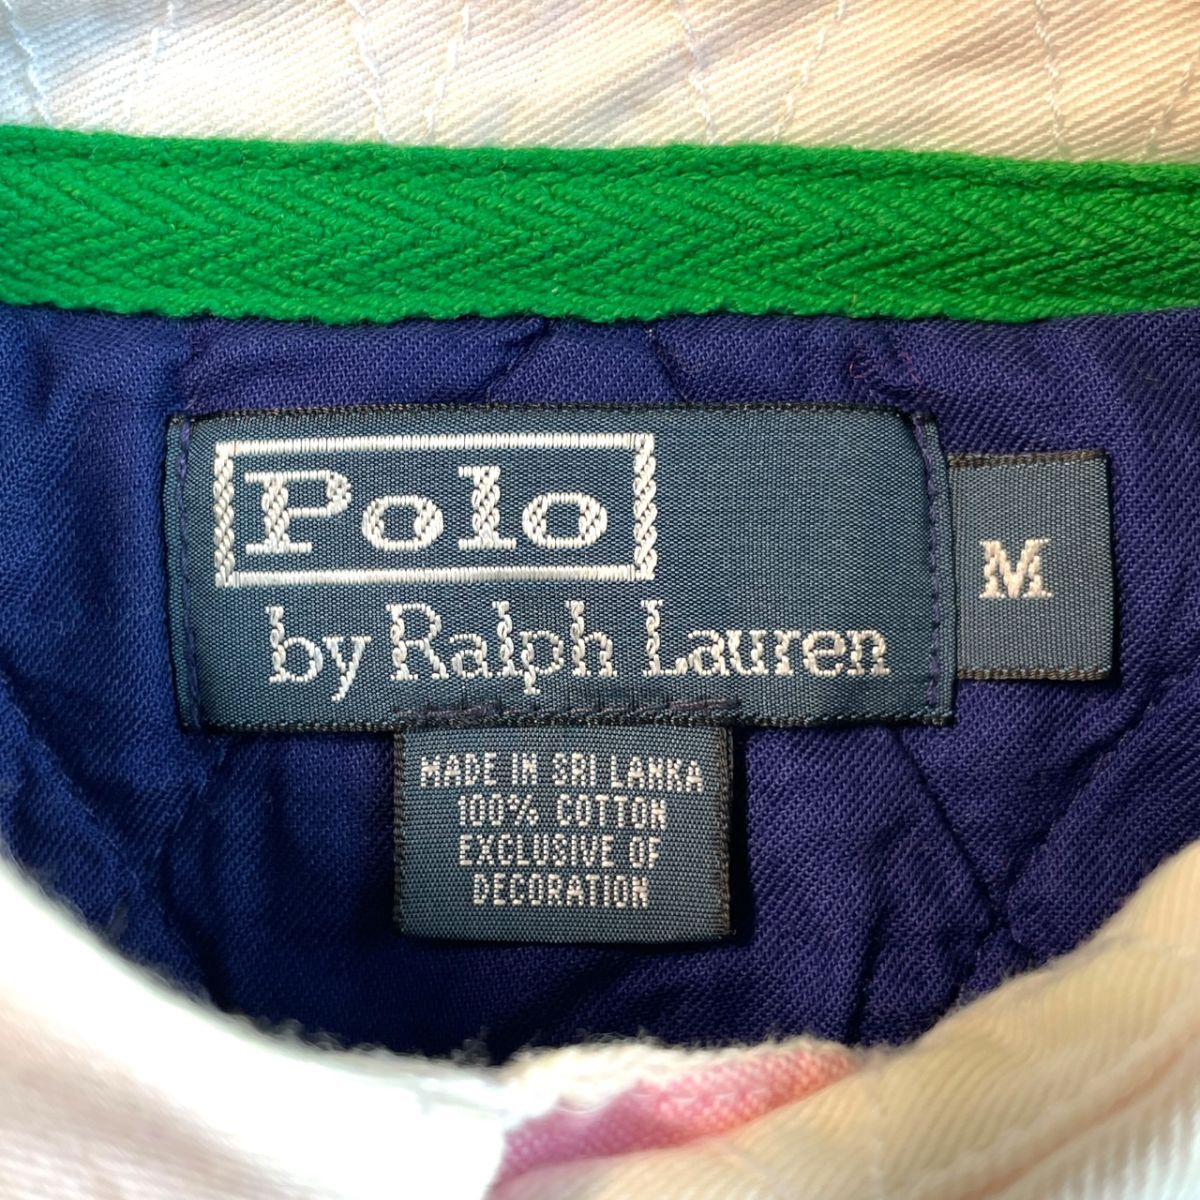 Polo
by Ralph Lauren
M
MADE IN SRI LANKA
100% COTTON
EXCLUSIVE OF
DECORATION